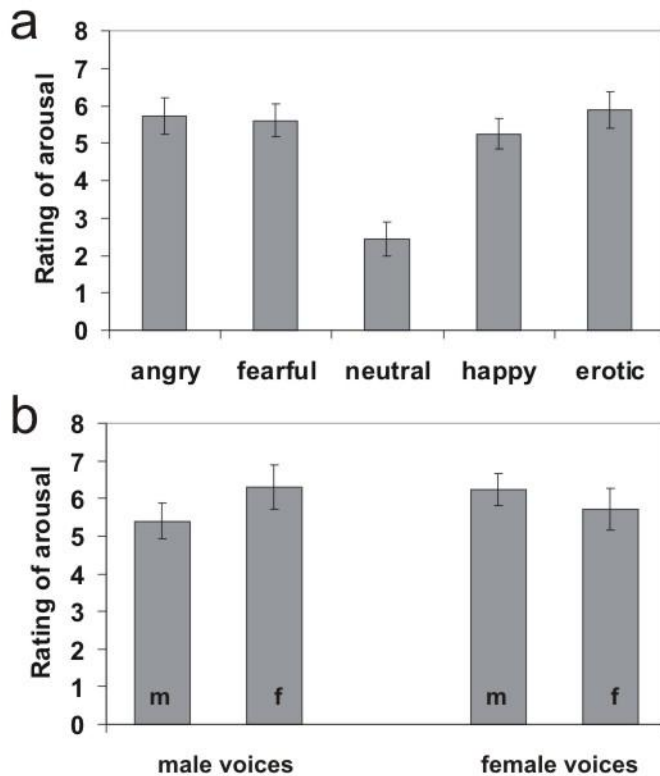 a
Rating of arousal
8
7
6
5
4
3
2
1
0
angry fearful neutral happy erotic
b
Rating of arousal
8
7
6
5
4
3
2
1
0
m f m f
male voices female voices